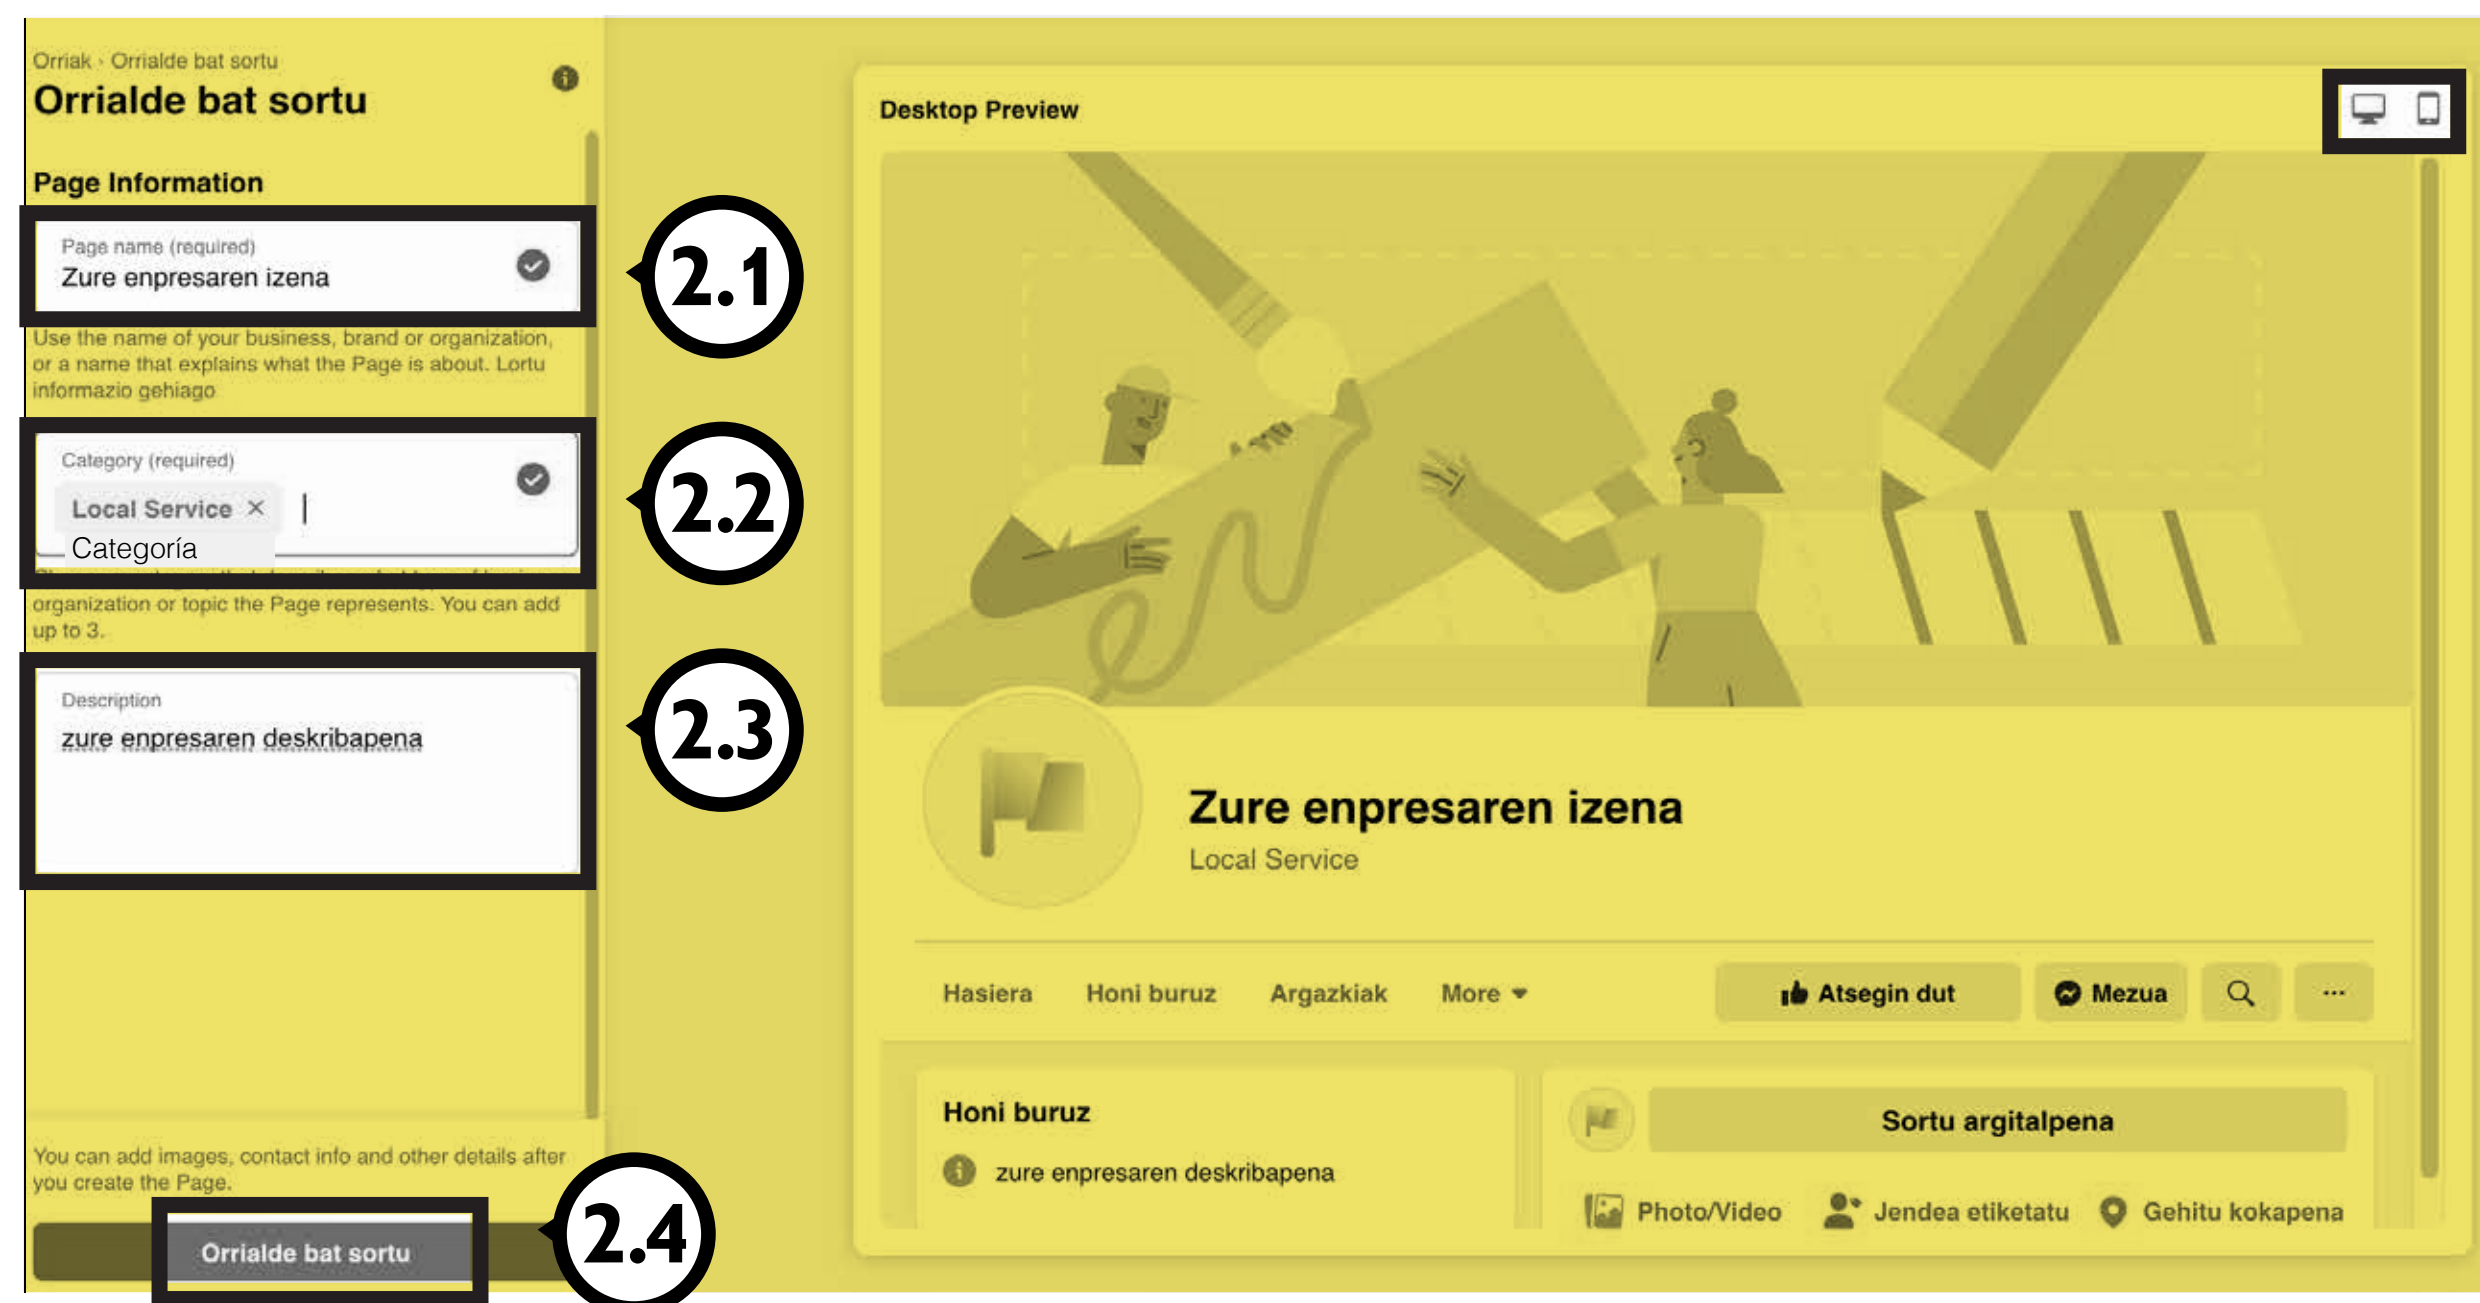 Orriak › Orrialde bat sortu
Orrialde bat sortu
Page Information
Page name (required)
Zure enpresaren izena
2.1
Use the name of your business, brand or organization,
or a name that explains what the Page is about. Lortu
informazio gehiago
Category (required)
Local Service ×
Categoría
2.2
organization or topic the Page represents. You can add
up to 3.
Description
zure enpresaren deskribapena
2.3
You can add images, contact info and other details after
you create the Page.
Orrialde bat sortu
2.4
Desktop Preview
Zure enpresaren izena
Local Service
Hasiera Honi buruz Argazkiak More
Atsegin dut Mezua ...
Honi buruz
zure enpresaren deskribapena
Sortu argitalpena
Photo/Video Jendea etiketatu Gehitu kokapena